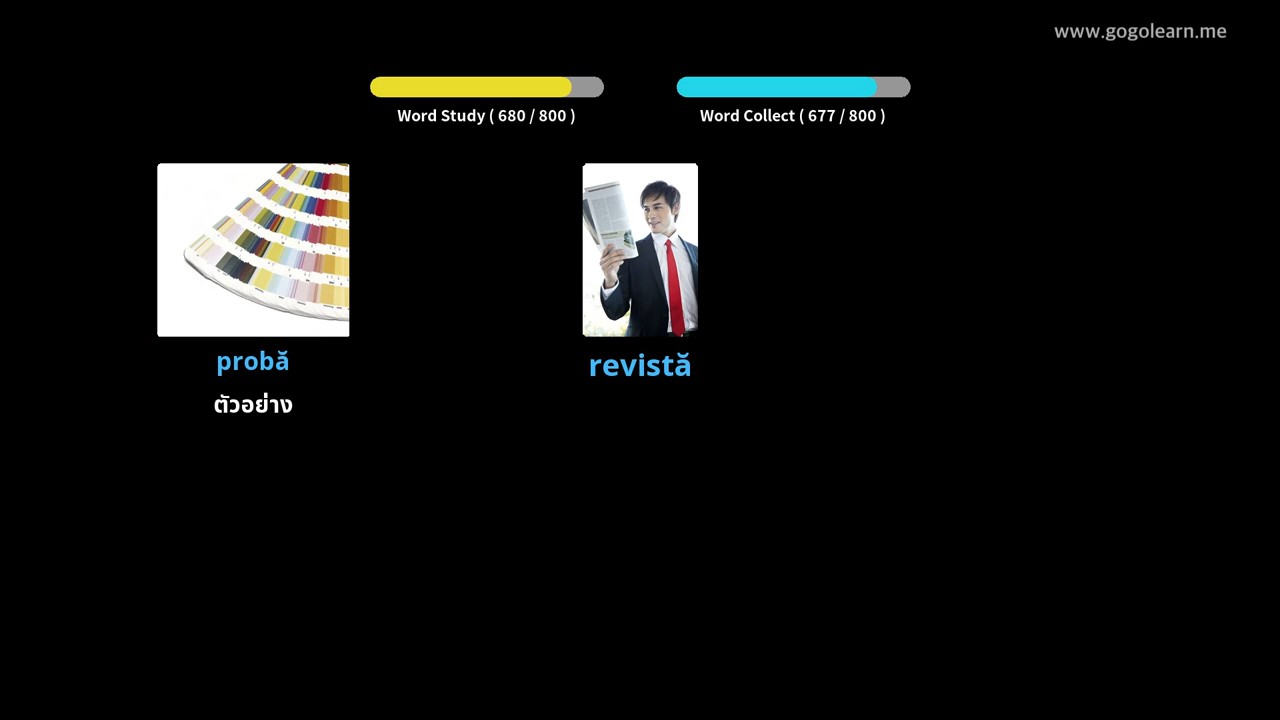 www.gogolearn.me
Word Study ( 680 / 800 )
Word Collect ( 677 / 800 )
probă
ตัวอย่าง
revistă